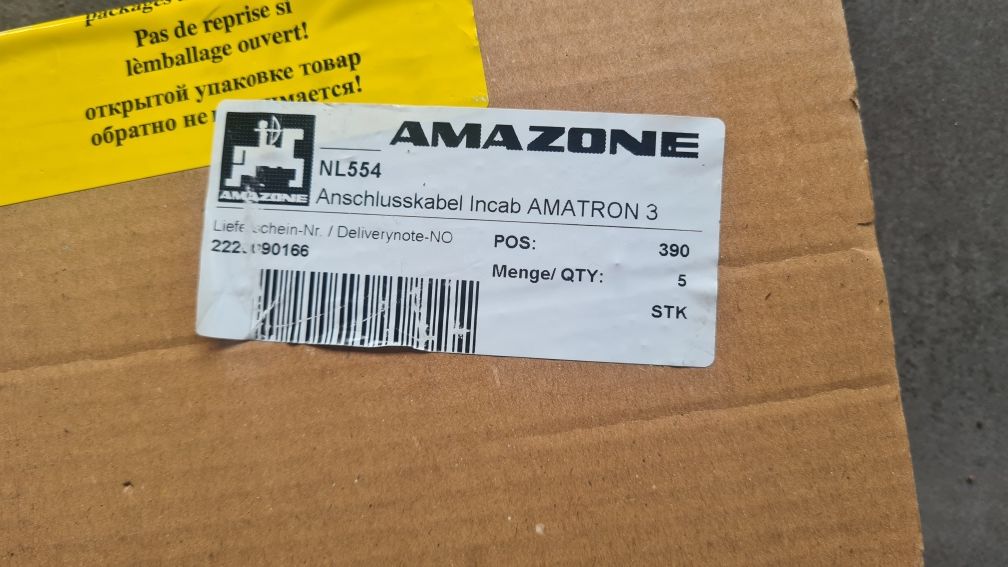 packages
Pas de reprise si
lèmballage ouvert!
открытой упаковке товар
обратно не
AMAZONE
NL554
AMAZONE
Anschlusskabel Incab AMATRON 3
/ Deliverynote-NO
POS: 390
Menge/ QTY: 5
STK